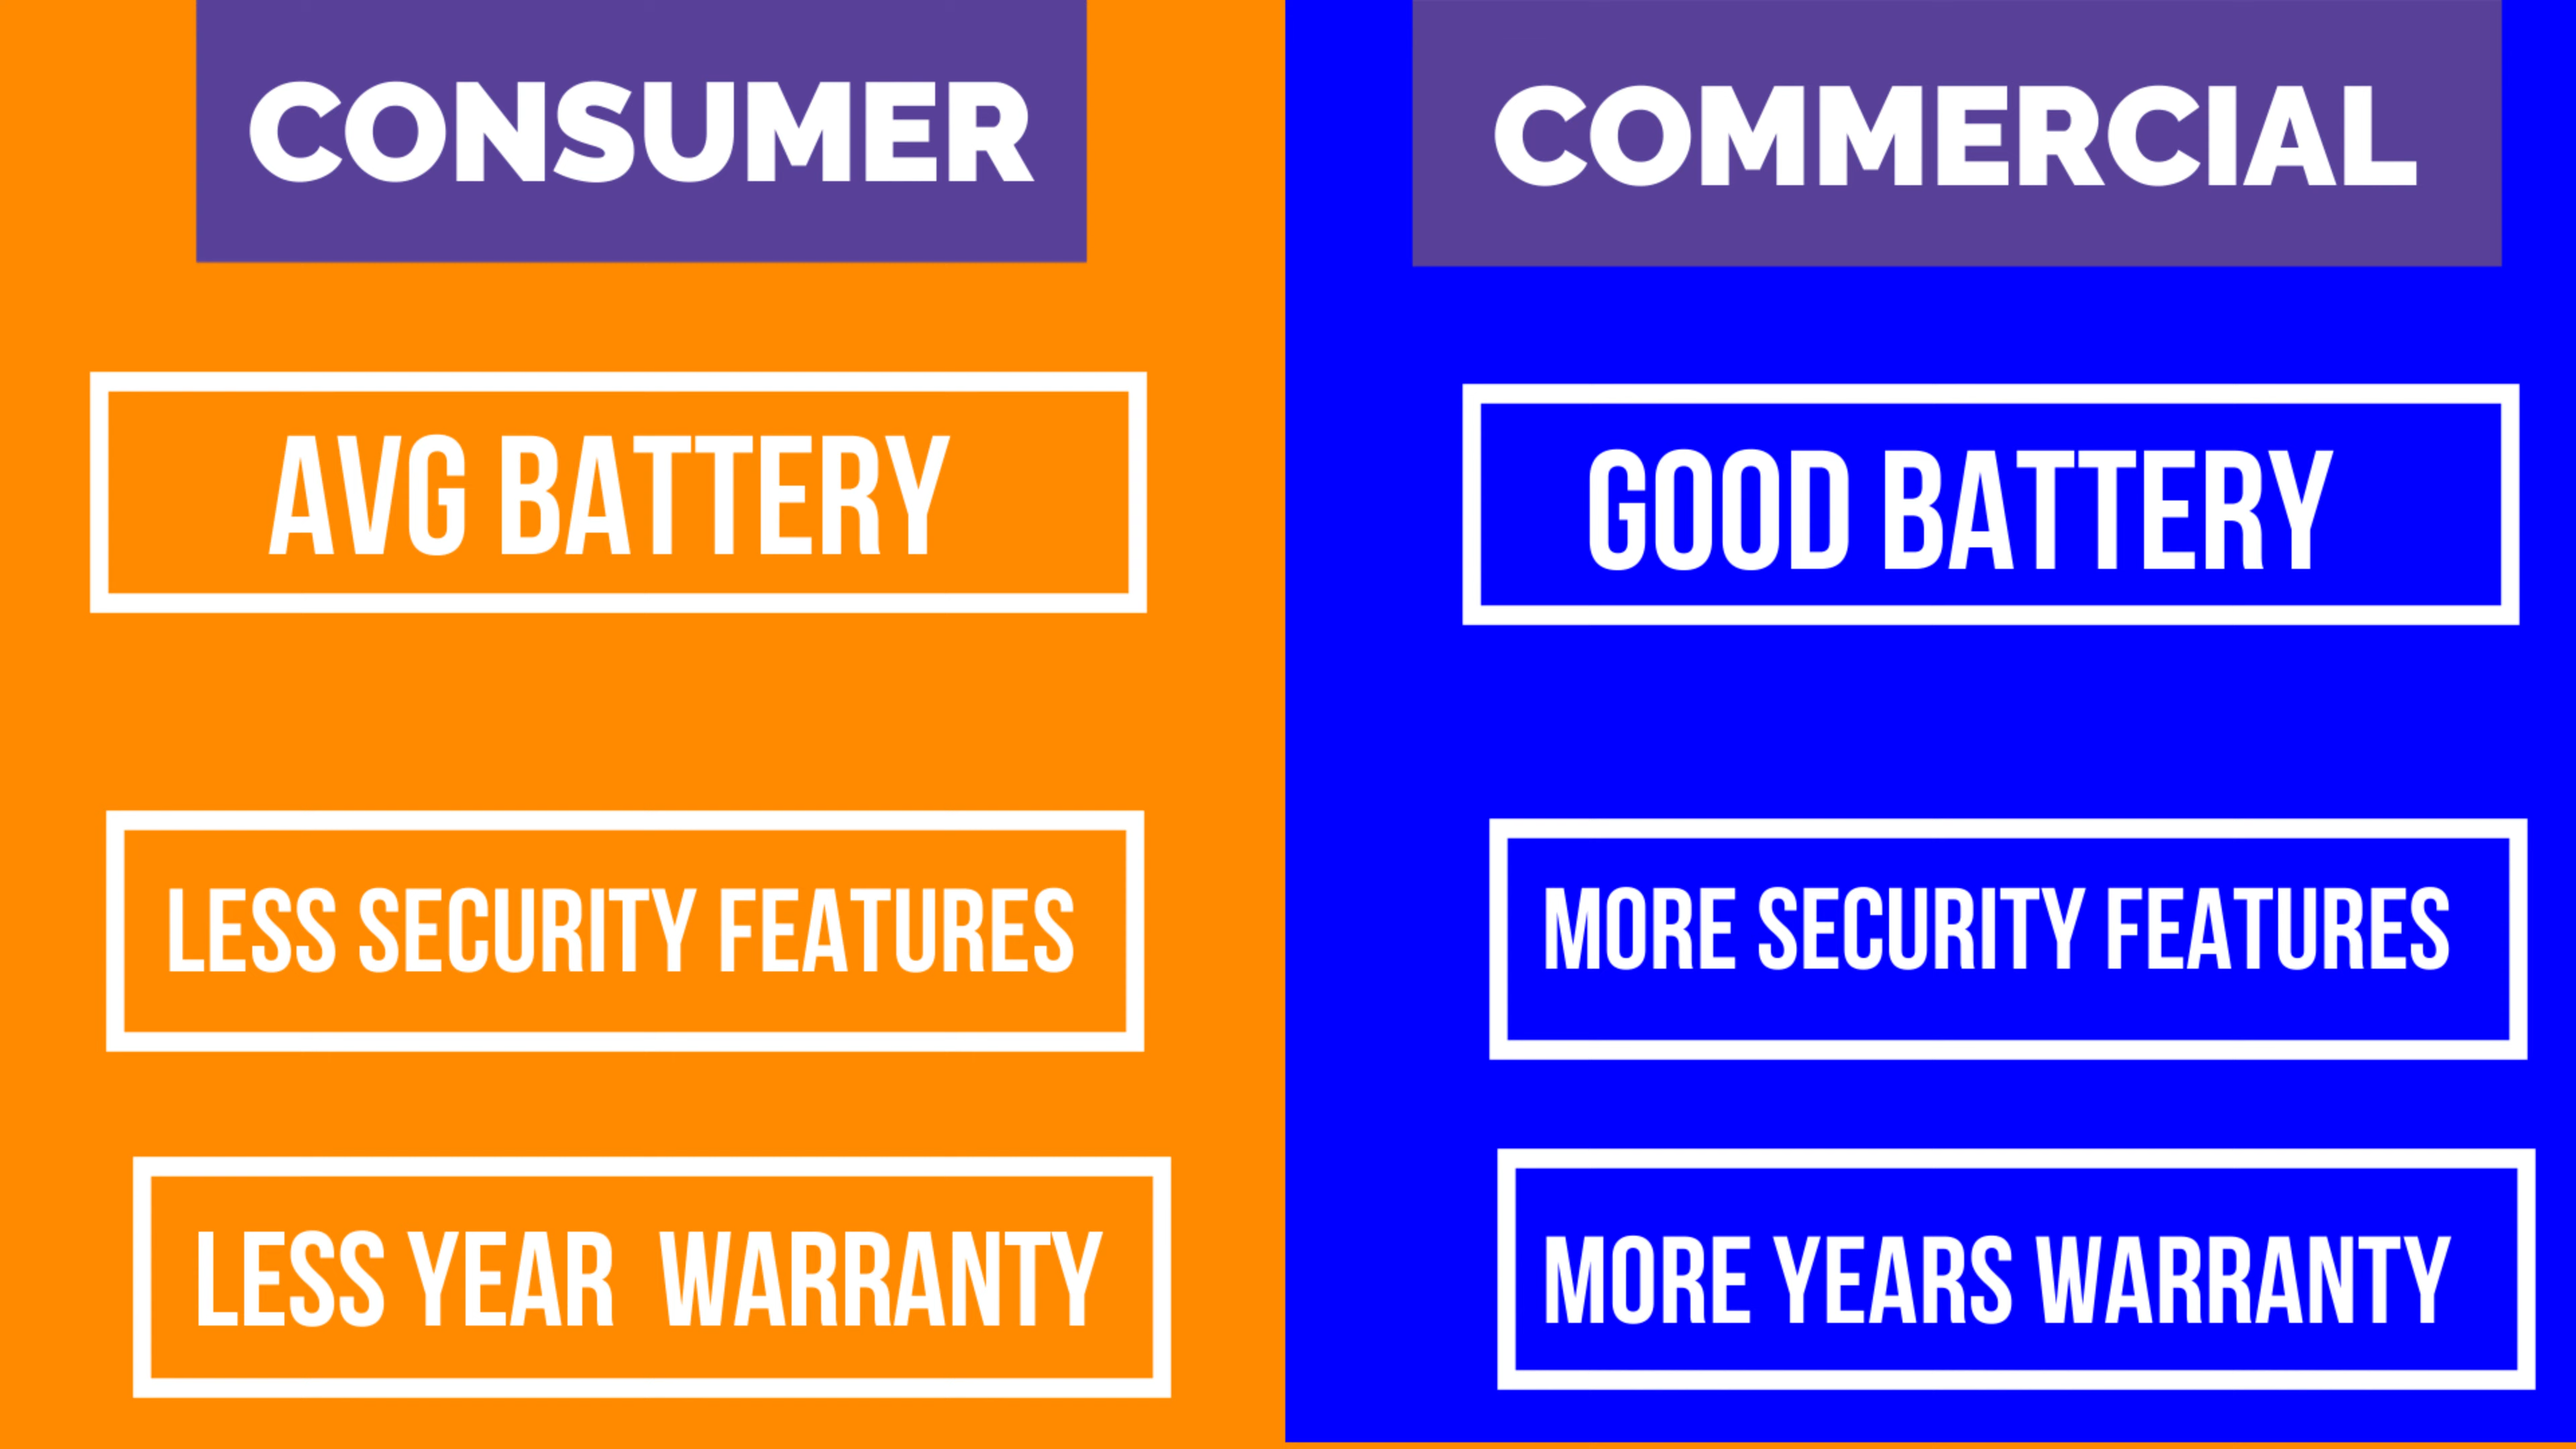 CONSUMER
AVG BATTERY
LESS SECURITY FEATURES
LESS YEAR  WARRANTY
COMMERCIAL
GOOD BATTERY
MORE SECURITY FEATURES
MORE YEARS WARRANTY